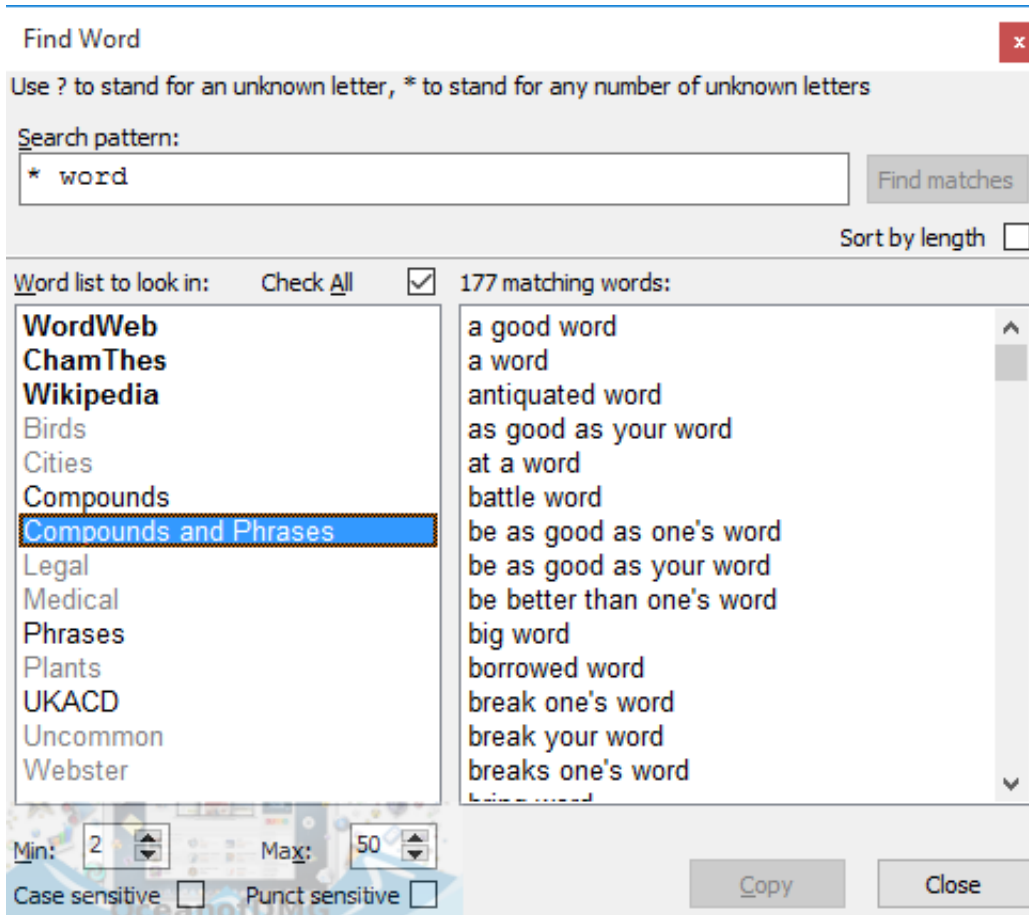 Find Word
x
Use ? to stand for an unknown letter, * to stand for any number of unknown letters
Search pattern:
* word
Find matches
Sort by length
Word list to look in:
Check All
WordWeb
ChamThes
Wikipedia
Birds
Cities
Compounds
Compounds and Phrases
Legal
Medical
Phrases
Plants
UKACD
Uncommon
Webster
177 matching words:
a good word
a word
antiquated word
as good as your word
at a word
battle word
be as good as one's word
be as good as your word
be better than one's word
big word
borrowed word
break one's word
break your word
breaks one's word
Min: 2
Max: 50
Case sensitive
Punct sensitive
Copy
Close